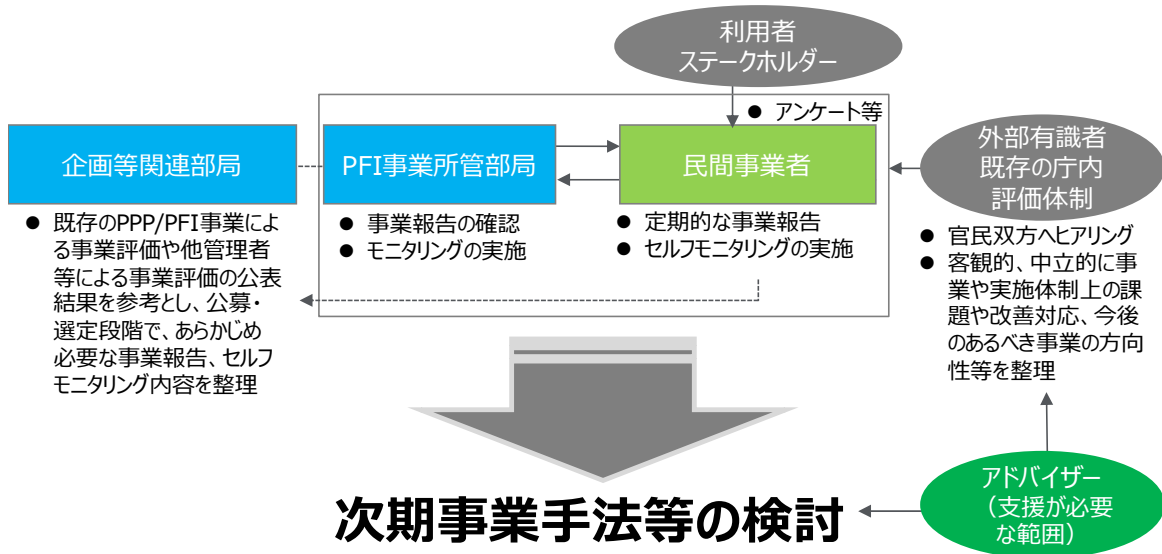 利用者
ステークホルダー
● アンケート等
企画等関連部局
PFI事業所管部局
民間事業者
外部有識者
既存の庁内
評価体制
● 既存のPPP/PFI事業によ
る事業評価や他管理者
等による事業評価の公表
結果を参考とし、公募・
選定段階で、あらかじめ
必要な事業報告、セルフ
モニタリング内容を整理
● 事業報告の確認
● モニタリングの実施
● 定期的な事業報告
● セルフモニタリングの実施
● 官民双方へヒアリング
● 客観的、中立的に事
業や実施体制上の課
題や改善対応、今後
のあるべき事業の方向
性等を整理
次期事業手法等の検討
アドバイザー
（支援が必要
な範囲）